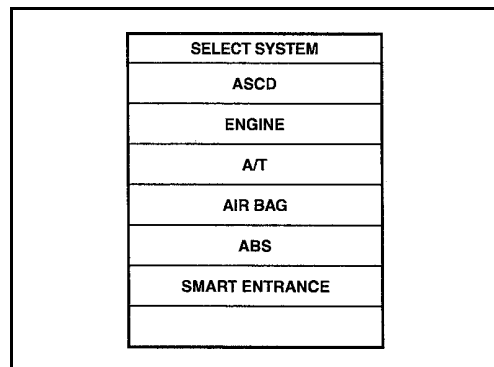 SELECT SYSTEM
ASCD
ENGINE
A/T
AIR BAG
ABS
SMART ENTRANCE